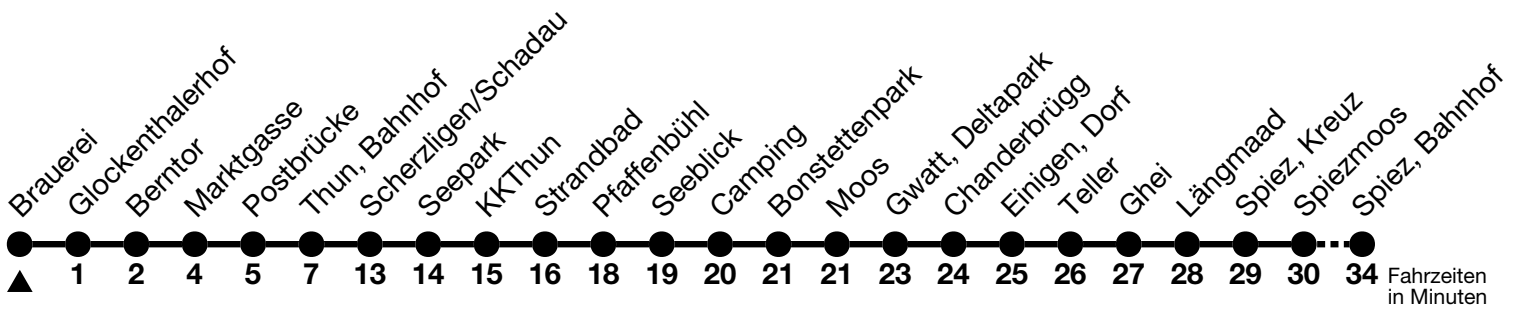 Brauerei
Glockenthalerhof
Berntor
Marktgasse
Postbrücke
Thun, Bahnhof
Scherzligen/Schadau
Seepark
KKThun
Strandbad
Pfaffenbühl
Seeblick
Camping
Bonstettenpark
Moos
Gwatt, Deltapark
Chanderbrügg
Einigen, Dorf
Teller
Ghei
Längmaad
Spiez, Kreuz
Spiezmoos
Spiez, Bahnhof
1 2 4 5 7 13 14 15 16 18 19 20 21 21 23 24 25 26 27 28 29 30 34
Fahrzeiten
in Minuten